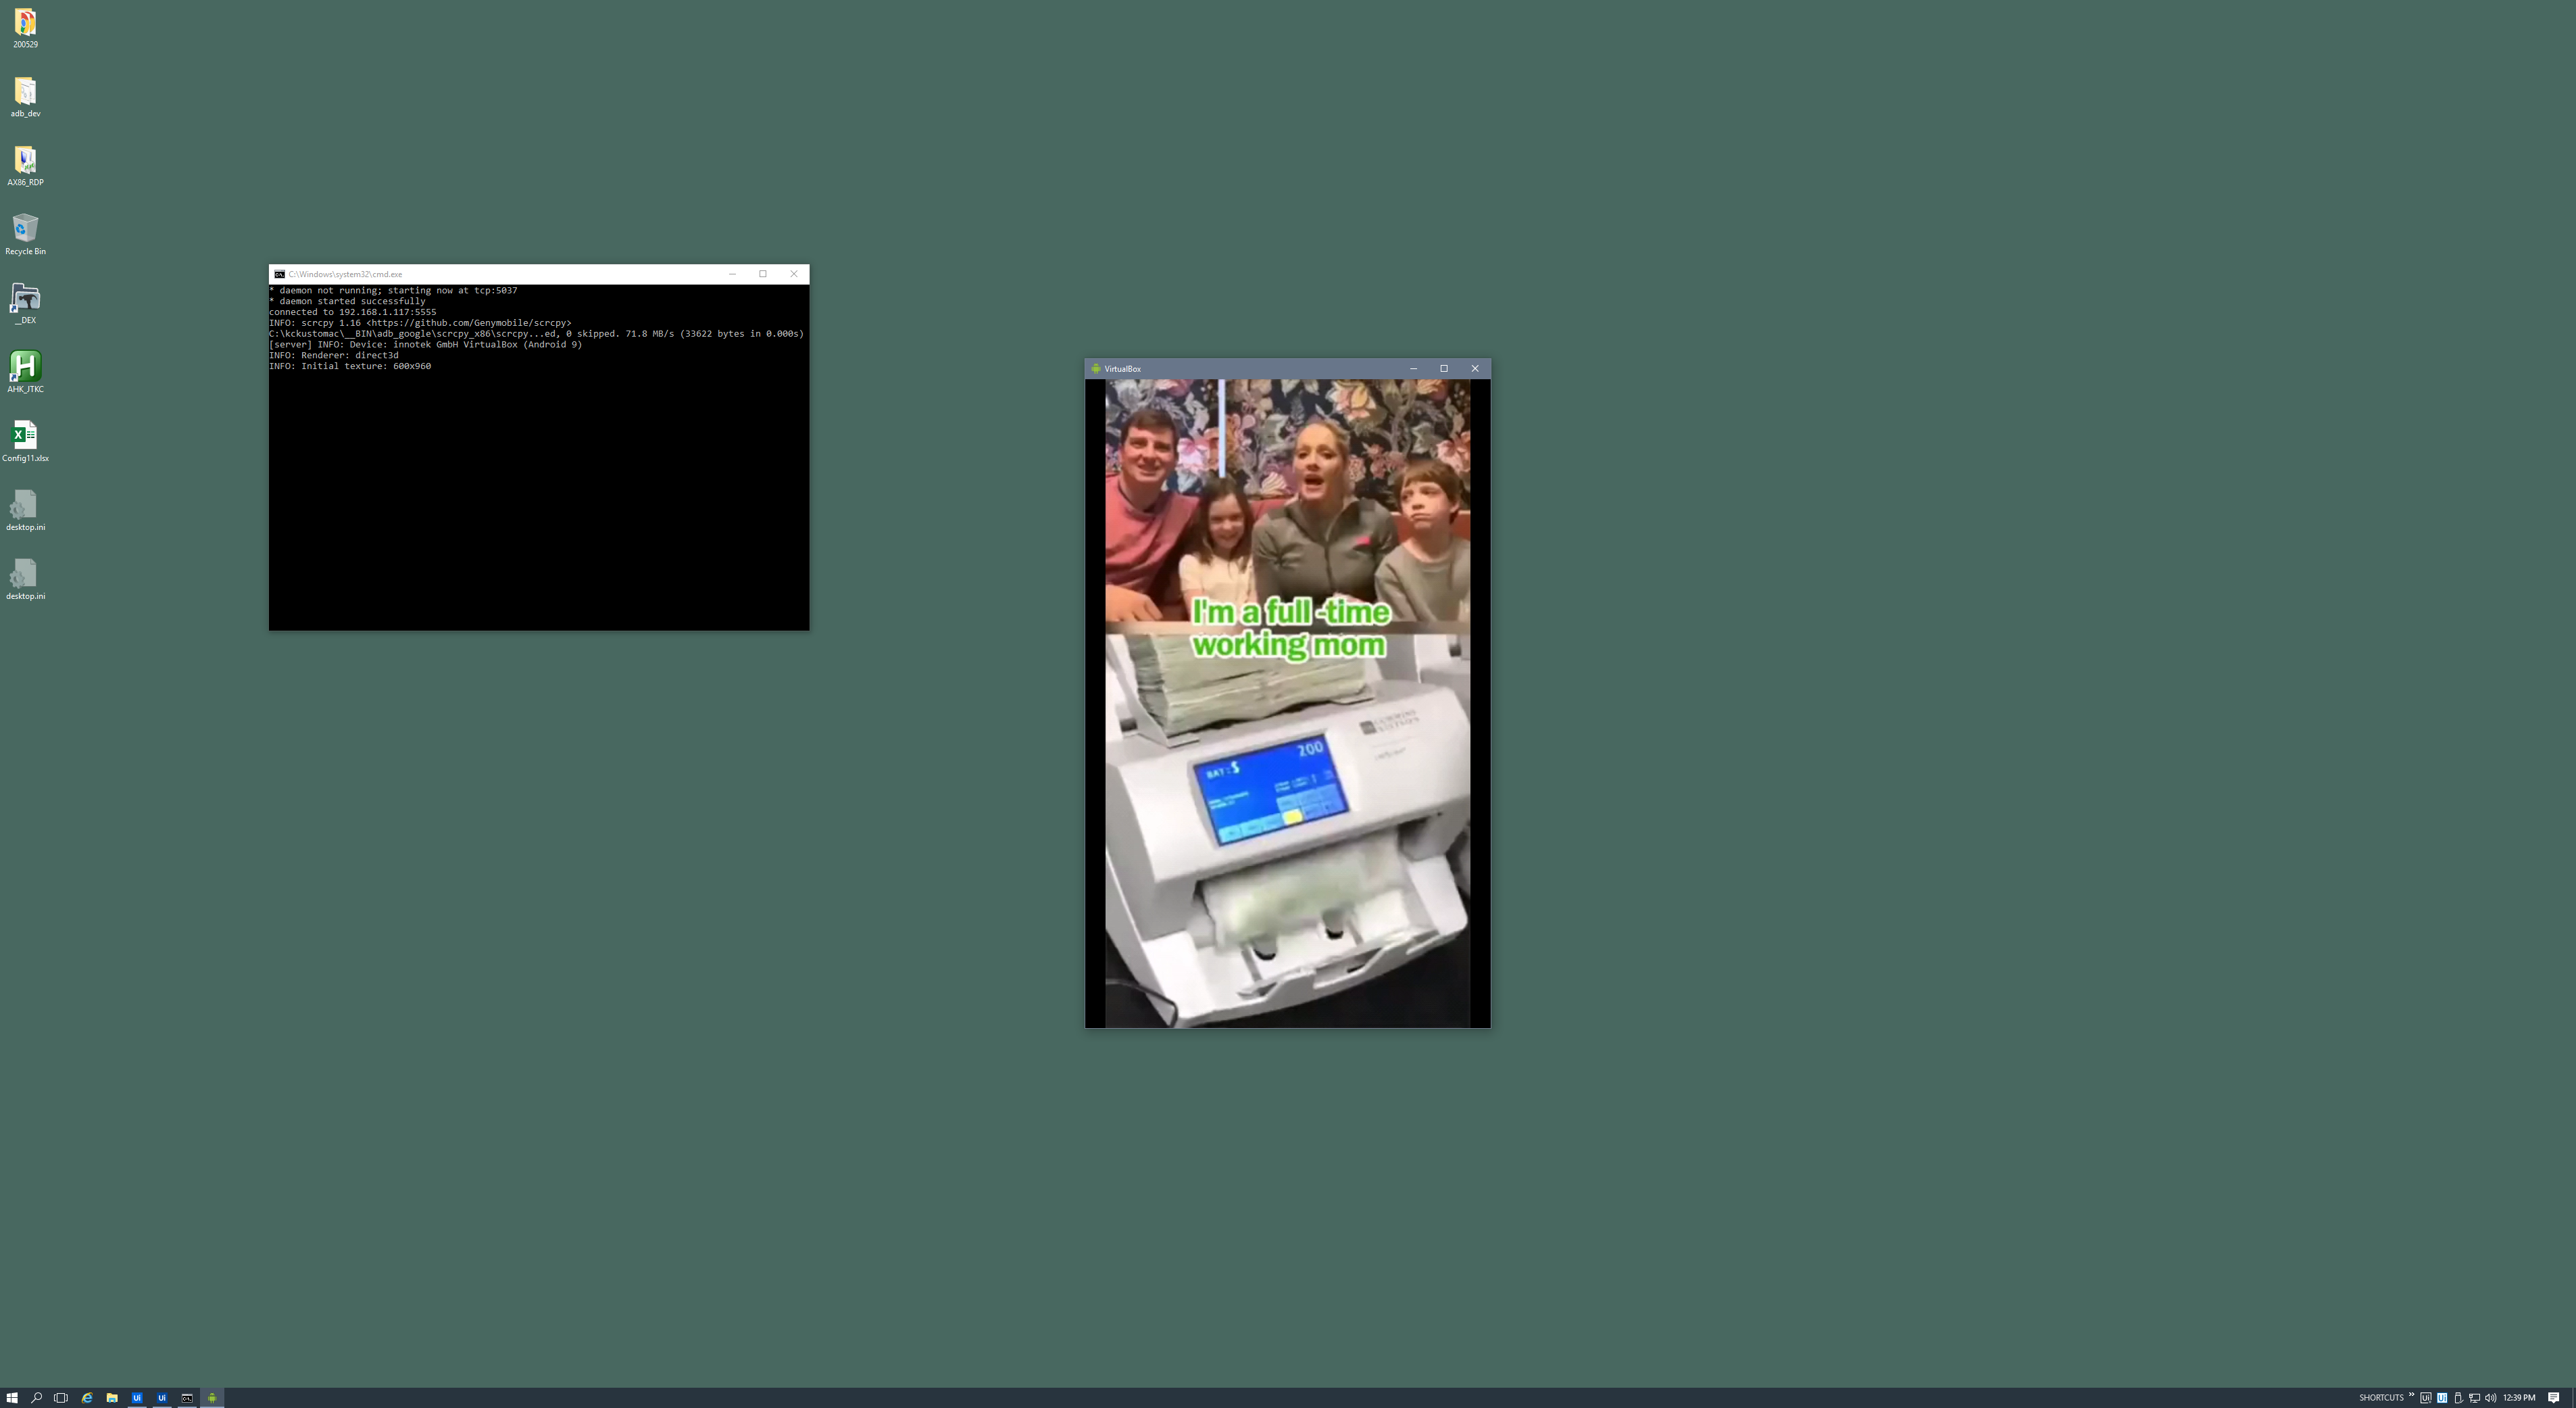 200529
adb_dev
AX86_RDP
Recycle Bin
__DEX
AHK_JTKC
Config11.xlsx
desktop.ini
desktop.ini
C:\Windows\system32\cmd.exe
* daemon not running; starting now at tcp:5037
* daemon started successfully
connected to 192.168.1.117:5555
INFO: scrcpy 1.16 <https://github.com/Genymobile/scrcpy>
C:\kckustomac\__BIN\adb_google\scrcpy_x86\scrcpy...ed, 0 skipped. 71.8 MB/s (33622 bytes in 0.000s)
[server] INFO: Device: innotek GmbH VirtualBox (Android 9)
INFO: Renderer: direct3d
INFO: Initial texture: 600x960
VirtualBox
I'm a full -time
working mom
200
BAT:
SHORTCUTS
12:39 PM